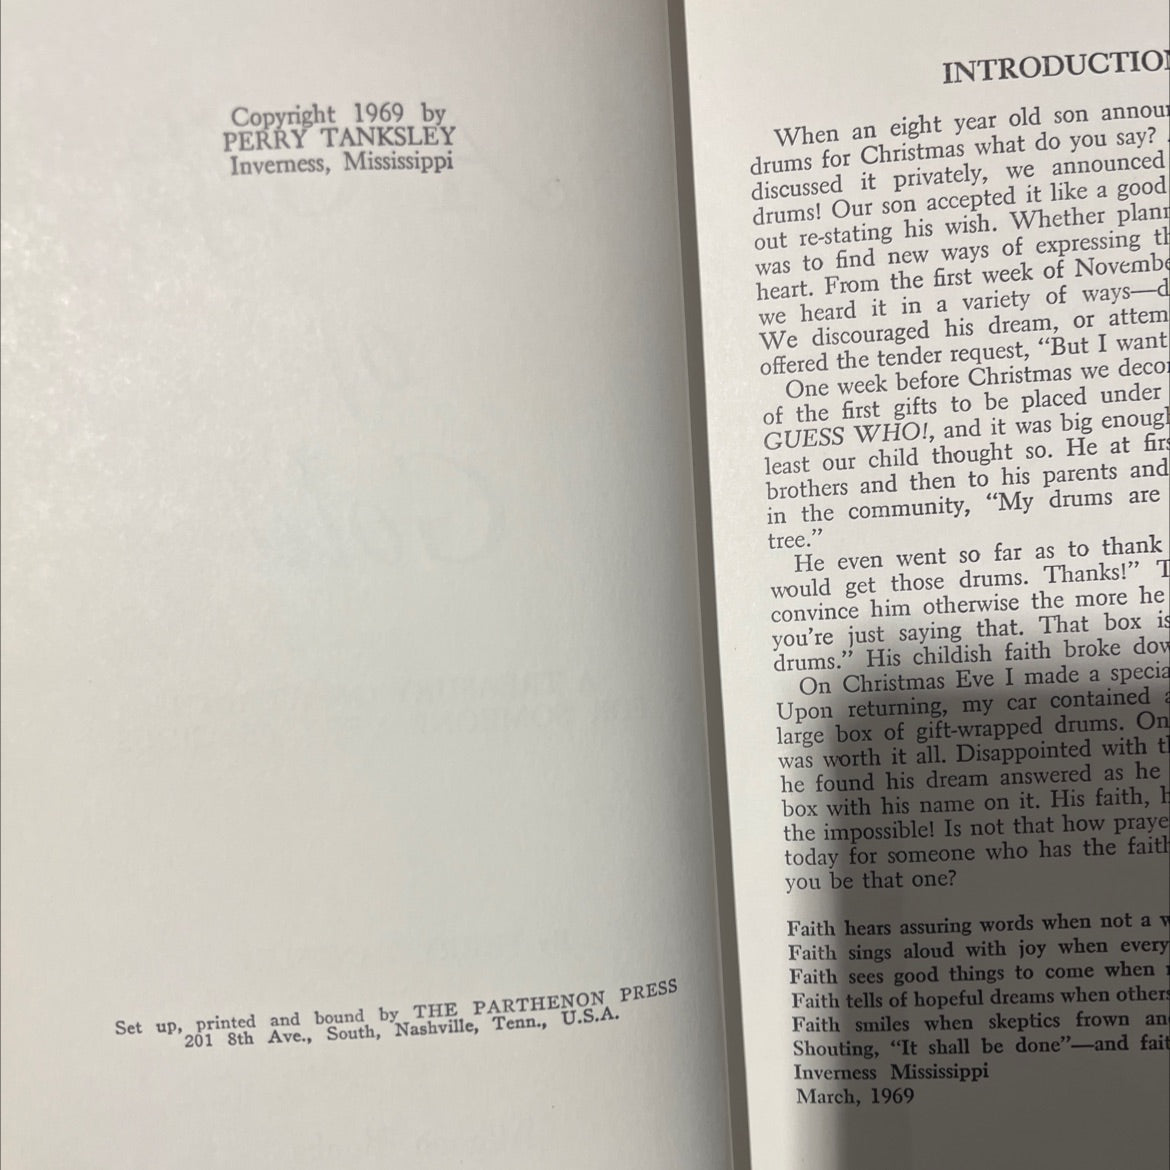 Copyright 1969 by
PERRY TANKSLEY
Inverness, Mississippi
Set up, printed and bound by THE PARTHENON PRESS
201 8th Ave., South, Nashville, Tenn., U.S.A.
INTRODUCTION
When an eight year old son annou
drums for Christmas what do you say?
discussed it privately, we announced
drums! Our son accepted it like a good
out re-stating his wish. Whether plan
was to find new ways of expressing th
heart. From the first week of Novembe
we heard it in a variety of ways—d
We discouraged his dream, or attem
offered the tender request, “But I want
One week before Christmas we deco
of the first gifts to be placed under
GUESS WHO!, and it was big enoug
least our child thought so. He at firs
brothers and then to his parents and
in the community, “My drums are
tree.”
He even went so far as to thank
would get those drums. Thanks!” T
convince him otherwise the more he
you’re just saying that. That box is
drums.” His childish faith broke dow
On Christmas Eve I made a specia
Upon returning, my car contained a
large box of gift-wrapped drums. On
was worth it all. Disappointed with th
he found his dream answered as he
box with his name on it. His faith, h
the impossible! Is not that how praye
today for someone who has the faith
you be that one?
Faith hears assuring words when not a w
Faith sings aloud with joy when every
Faith sees good things to come when
Faith tells of hopeful dreams when others
Faith smiles when skeptics frown an
Shouting, “It shall be done”—and fait
Inverness Mississippi
March, 1969